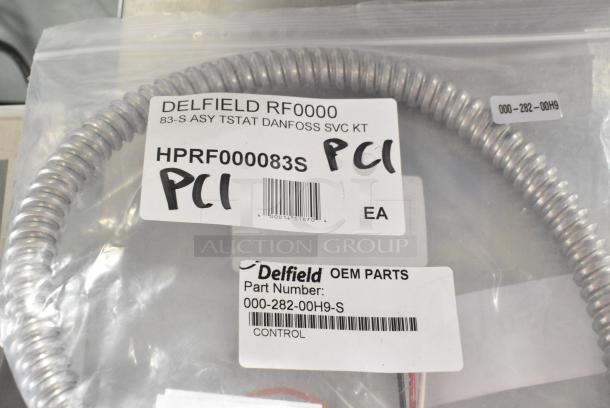 000-282-00H9
DELFIELD RF0000
83-S ASY TSTAT DANFOSS SVC KT
HPRF000083S
PCI
PCI
EA
AUCTION GROUP
Delfield OEM PARTS
Part Number:
000-282-00H9-S
CONTROL